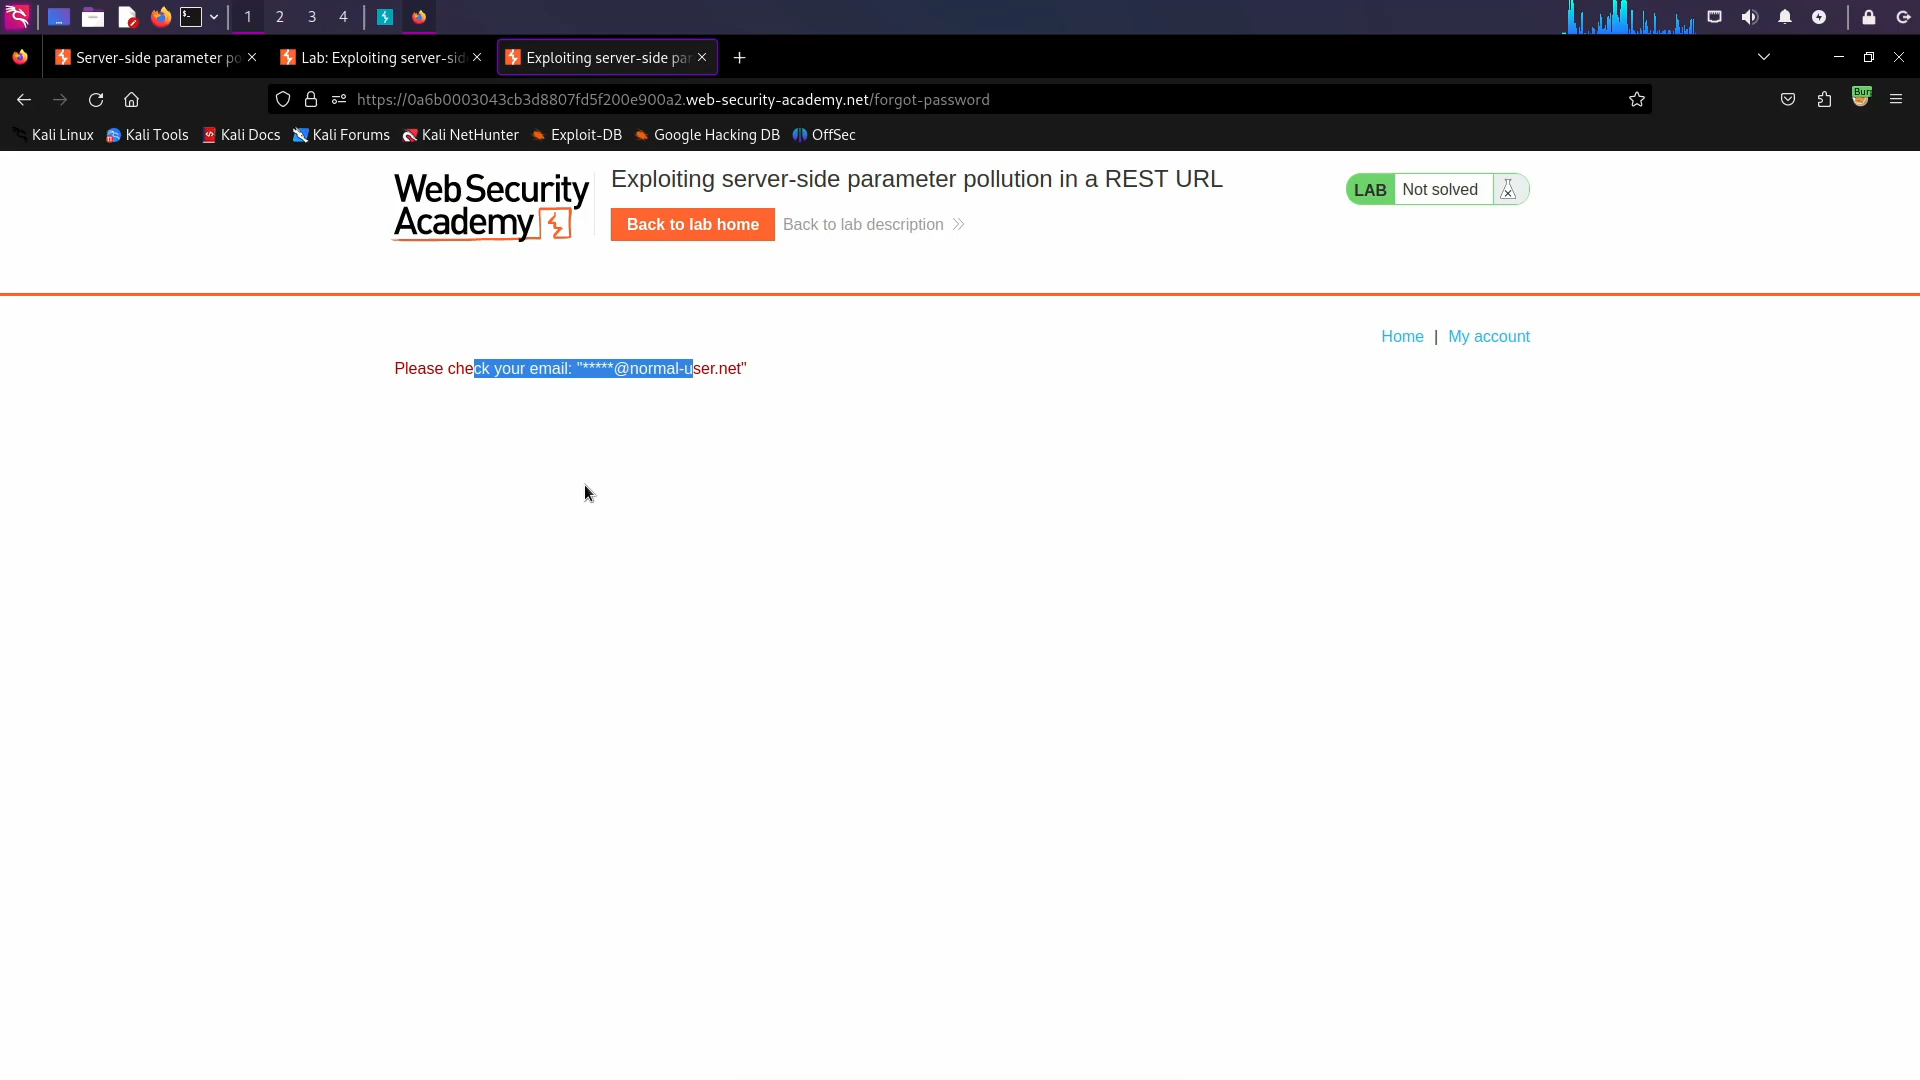 1 2 3 4
Server-side parameter po
Lab: Exploiting server-sid
Exploiting server-side par
https://0a6b0003043cb3d8807fd5f200e900a2.web-security-academy.net/forgot-password
Kali Linux Kali Tools Kali Docs Kali Forums Kali NetHunter Exploit-DB Google Hacking DB OffSec
Web Security
Academy
Exploiting server-side parameter pollution in a REST URL
Back to lab home
Back to lab description
LAB Not solved
Home | My account
Please check your email: "*****@normal-user.net"